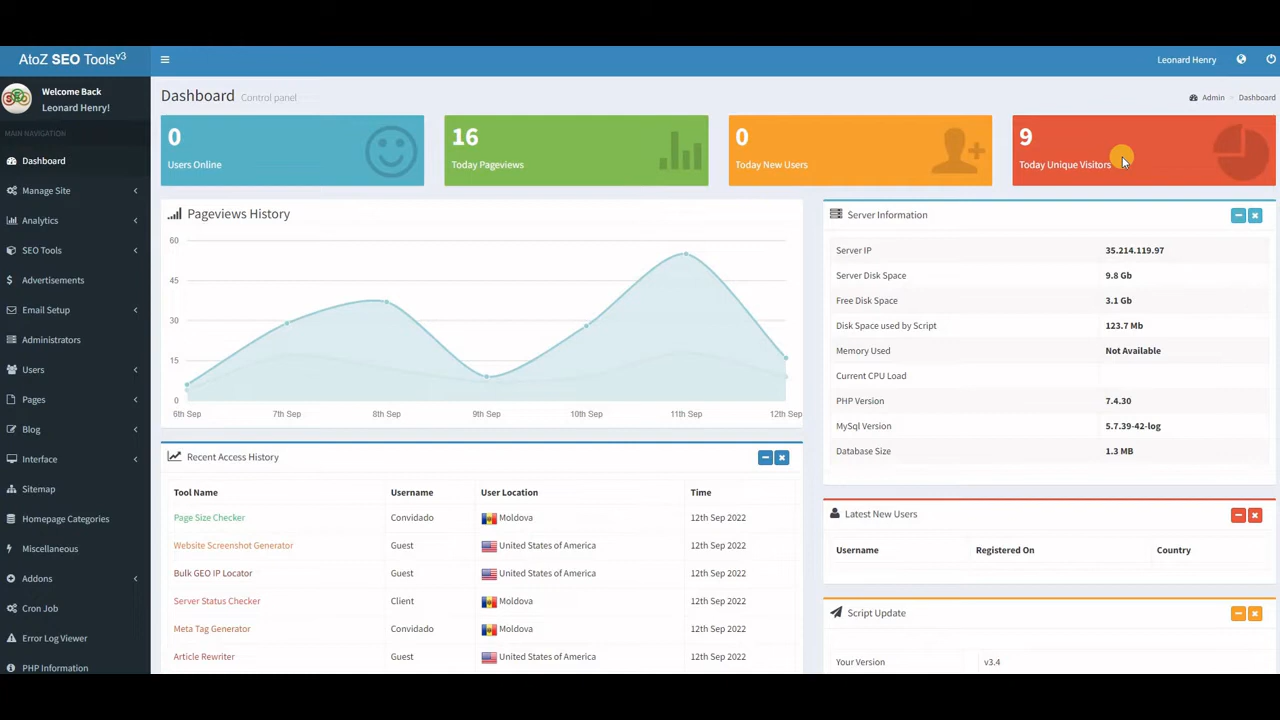 AtoZ SEO Tools v3
Leonard Henry
Welcome Back
Leonard Henry!
MAIN NAVIGATION
Dashboard
Manage Site
Analytics
SEO Tools
Advertisements
Email Setup
Administrators
Users
Pages
Blog
Interface
Sitemap
Homepage Categories
Miscellaneous
Addons
Cron Job
Error Log Viewer
PHP Information
Dashboard Control panel
Admin > Dashboard
0
Users Online
16
Today Pageviews
0
Today New Users
9
Today Unique Visitors
Pageviews History
60
45
30
15
0
6th Sep 7th Sep 8th Sep 9th Sep 10th Sep 11th Sep 12th Sep
Recent Access History
Tool Name Username User Location Time
Page Size Checker Convidado Moldova 12th Sep 2022
Website Screenshot Generator Guest United States of America 12th Sep 2022
Bulk GEO IP Locator Guest United States of America 12th Sep 2022
Server Status Checker Client Moldova 12th Sep 2022
Meta Tag Generator Convidado Moldova 12th Sep 2022
Article Rewriter Guest United States of America 12th Sep 2022
Server Information
Server IP 35.214.119.97
Server Disk Space 9.8 Gb
Free Disk Space 3.1 Gb
Disk Space used by Script 123.7 Mb
Memory Used Not Available
Current CPU Load
PHP Version 7.4.30
MySql Version 5.7.39-42-log
Database Size 1.3 MB
Latest New Users
Username Registered On Country
Script Update
Your Version v3.4